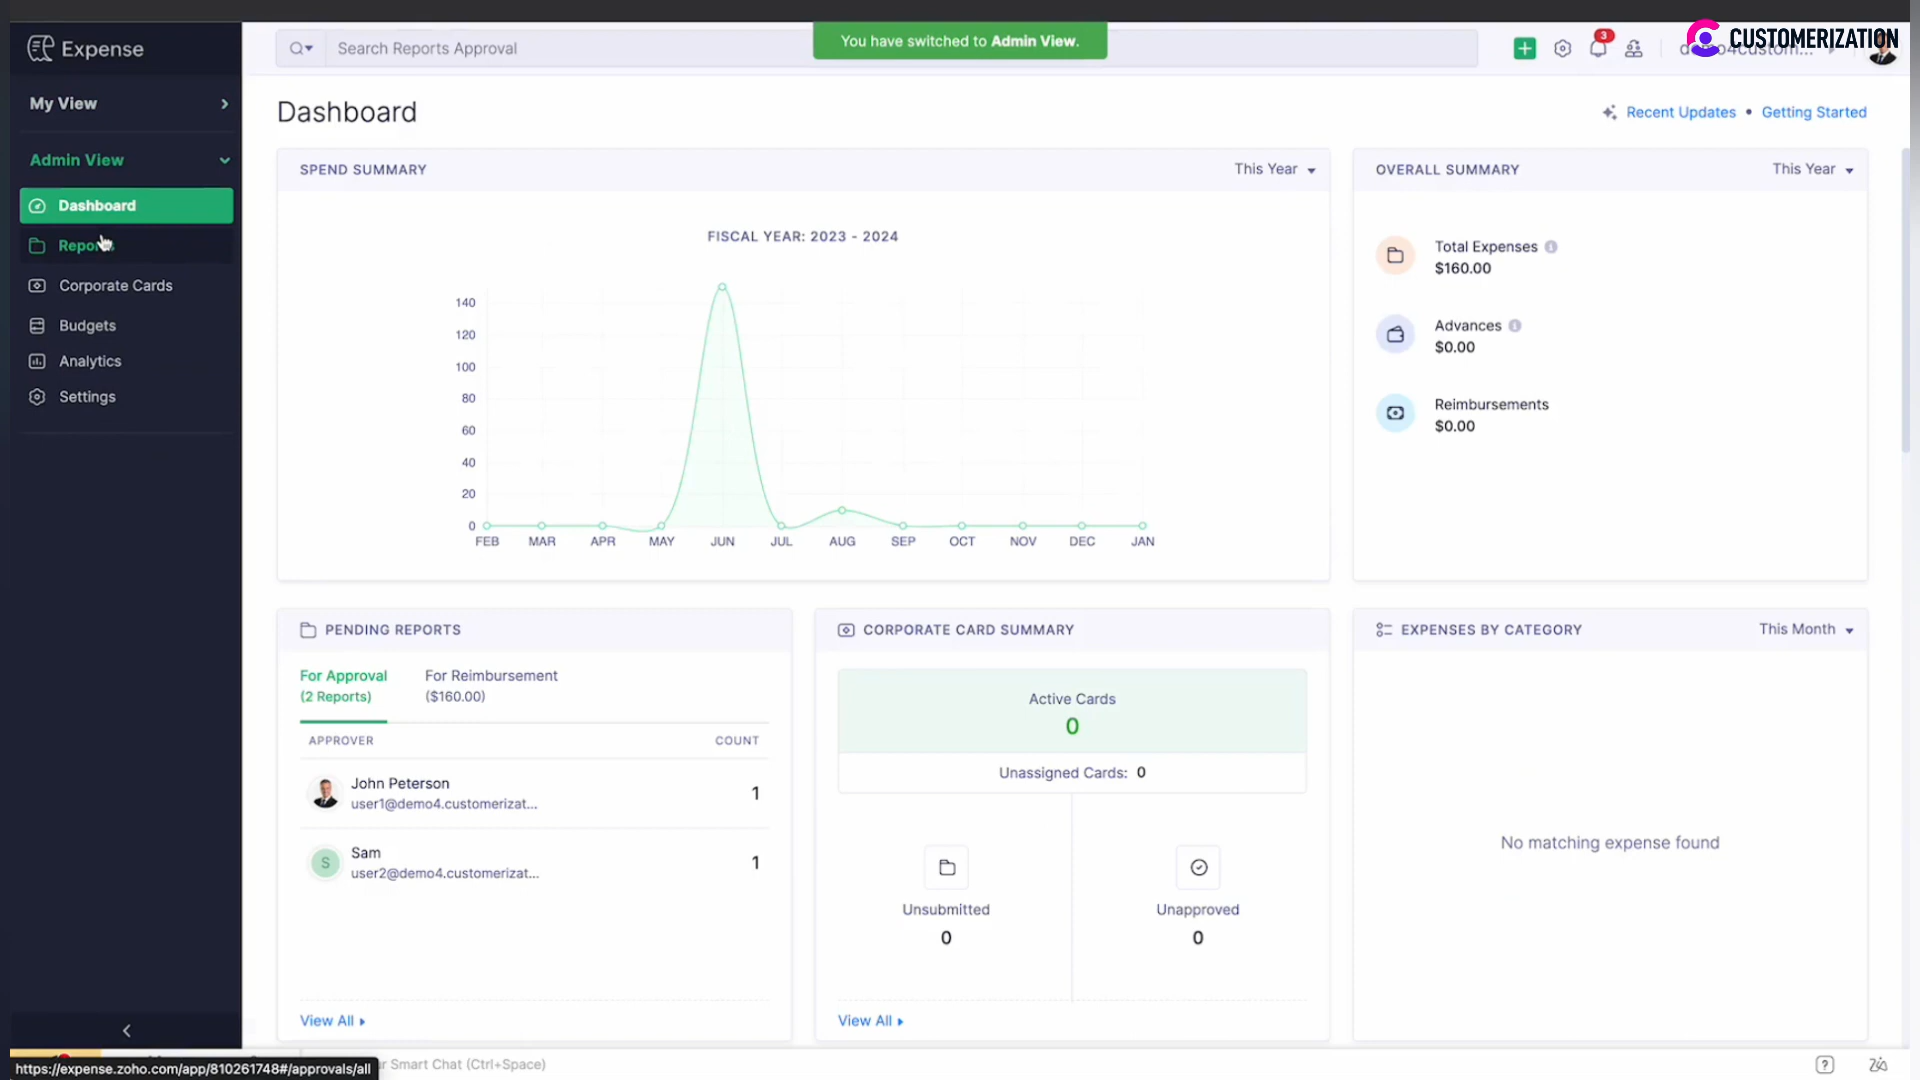 Expense
Search Reports Approval
You have switched to Admin View.
3
CUSTOMERIZATION
My View
Admin View
Dashboard
Reports
Corporate Cards
Budgets
Analytics
Settings
Dashboard
Recent Updates • Getting Started
SPEND SUMMARY
This Year
FISCAL YEAR: 2023 - 2024
140
120
100
80
60
40
20
0
FEB MAR APR MAY JUN JUL AUG SEP OCT NOV DEC JAN
OVERALL SUMMARY
This Year
Total Expenses
$160.00
Advances
$0.00
Reimbursements
$0.00
PENDING REPORTS
For Approval
(2 Reports)
For Reimbursement
($160.00)
APPROVER COUNT
John Peterson
user1@demo4.customerizat...
1
S
Sam
user2@demo4.customerizat...
1
View All
CORPORATE CARD SUMMARY
Active Cards
0
Unassigned Cards: 0
Unsubmitted
0
Unapproved
0
View All
EXPENSES BY CATEGORY
This Month
No matching expense found
https://expense.zoho.com/app/810261748#/approvals/all
Smart Chat (Ctrl+Space)
?